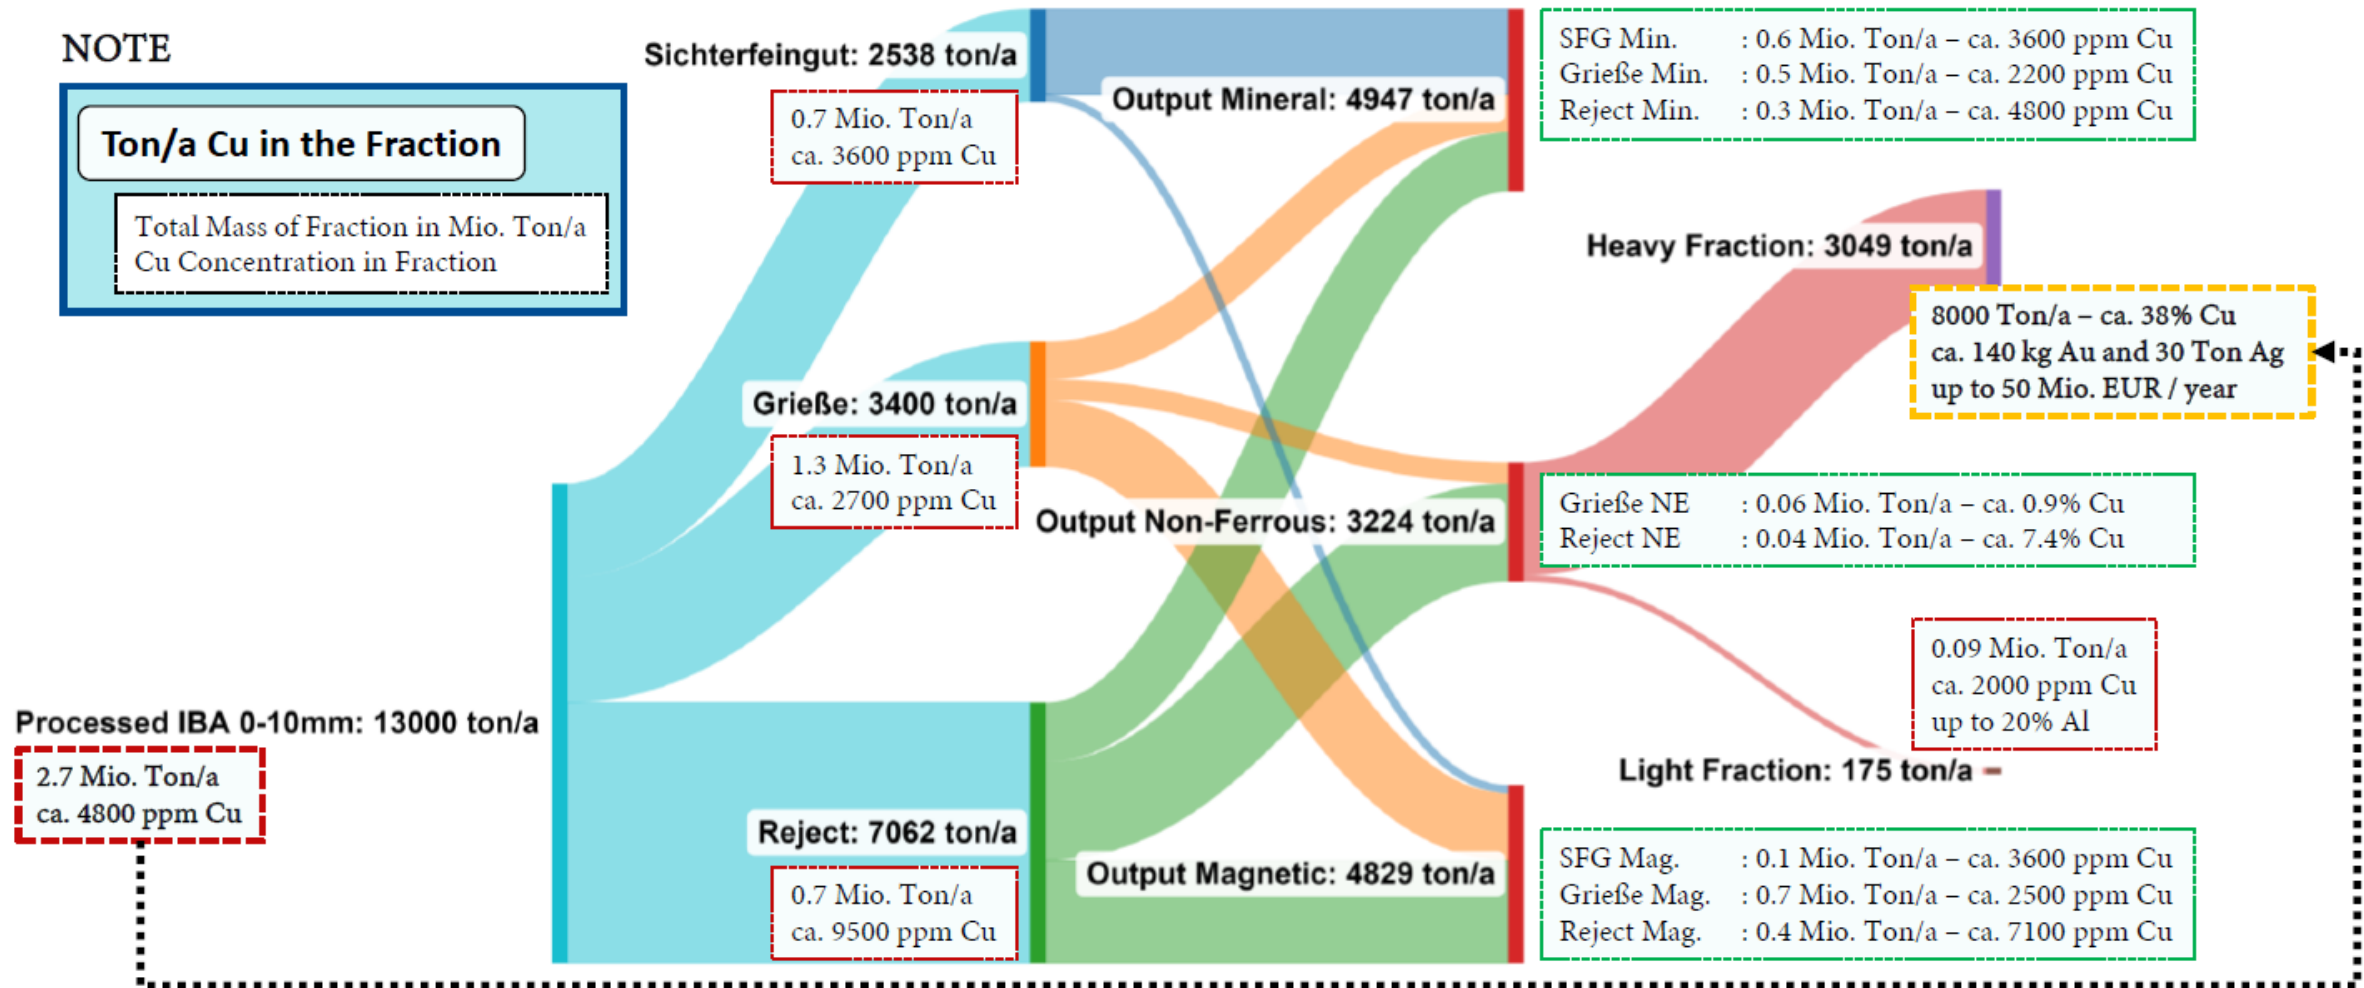 NOTE
Ton/a Cu in the Fraction
Total Mass of Fraction in Mio. Ton/a
Cu Concentration in Fraction
Processed IBA 0-10mm: 13000 ton/a
2.7 Mio. Ton/a
ca. 4800 ppm Cu
Sichterfeingut: 2538 ton/a
0.7 Mio. Ton/a
ca. 3600 ppm Cu
Grieße: 3400 ton/a
1.3 Mio. Ton/a
ca. 2700 ppm Cu
Reject: 7062 ton/a
0.7 Mio. Ton/a
ca. 9500 ppm Cu
Output Mineral: 4947 ton/a
SFG Min. : 0.6 Mio. Ton/a – ca. 3600 ppm Cu
Grieße Min. : 0.5 Mio. Ton/a – ca. 2200 ppm Cu
Reject Min. : 0.3 Mio. Ton/a – ca. 4800 ppm Cu
Output Non-Ferrous: 3224 ton/a
Grieße NE : 0.06 Mio. Ton/a – ca. 0.9% Cu
Reject NE : 0.04 Mio. Ton/a – ca. 7.4% Cu
Output Magnetic: 4829 ton/a
SFG Mag. : 0.1 Mio. Ton/a – ca. 3600 ppm Cu
Grieße Mag. : 0.7 Mio. Ton/a – ca. 2500 ppm Cu
Reject Mag. : 0.4 Mio. Ton/a – ca. 7100 ppm Cu
Heavy Fraction: 3049 ton/a
8000 Ton/a – ca. 38% Cu
ca. 140 kg Au and 30 Ton Ag
up to 50 Mio. EUR / year
Light Fraction: 175 ton/a
0.09 Mio. Ton/a
ca. 2000 ppm Cu
up to 20% Al